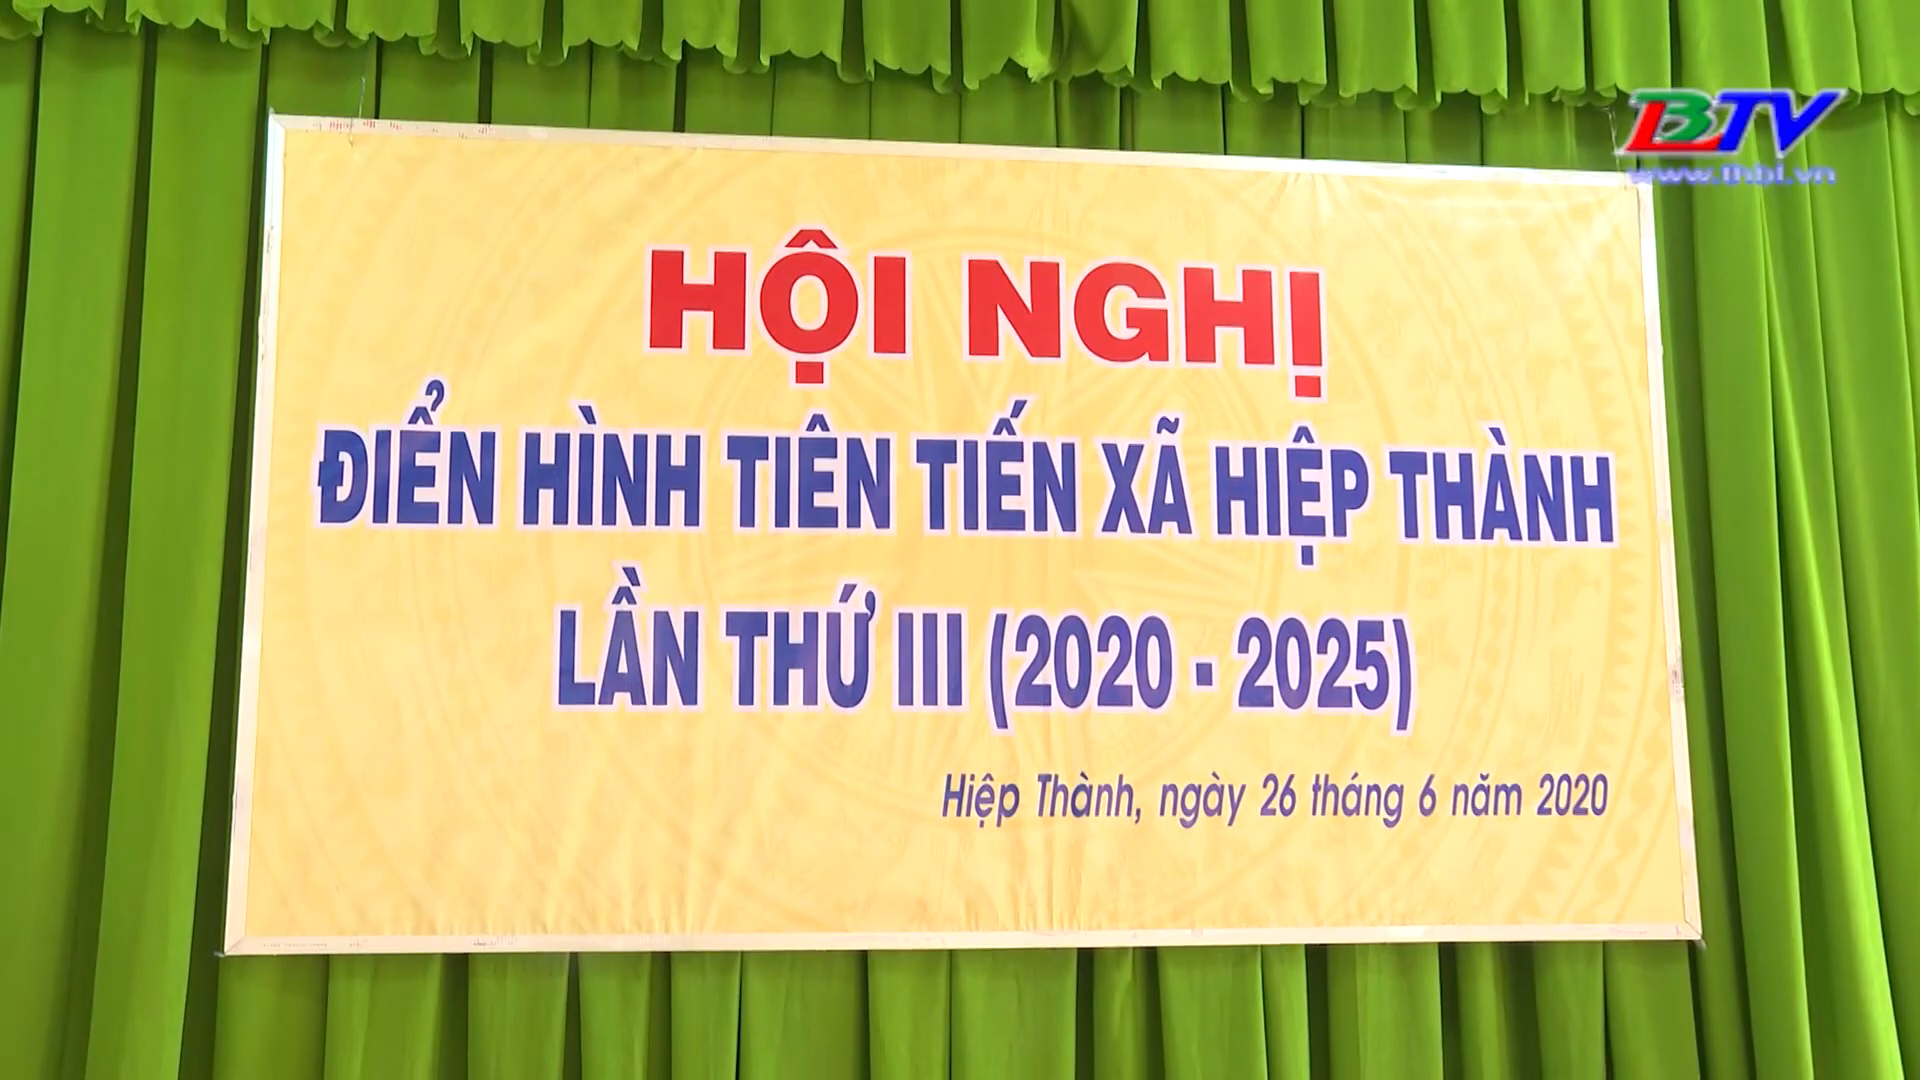 BTV
www.thbl.vn
HỘI NGHỊ
ĐIỂN HÌNH TIÊN TIẾN XÃ HIỆP THÀNH
LẦN THỨ III (2020 - 2025)
Hiệp Thành, ngày 26 tháng 6 năm 2020